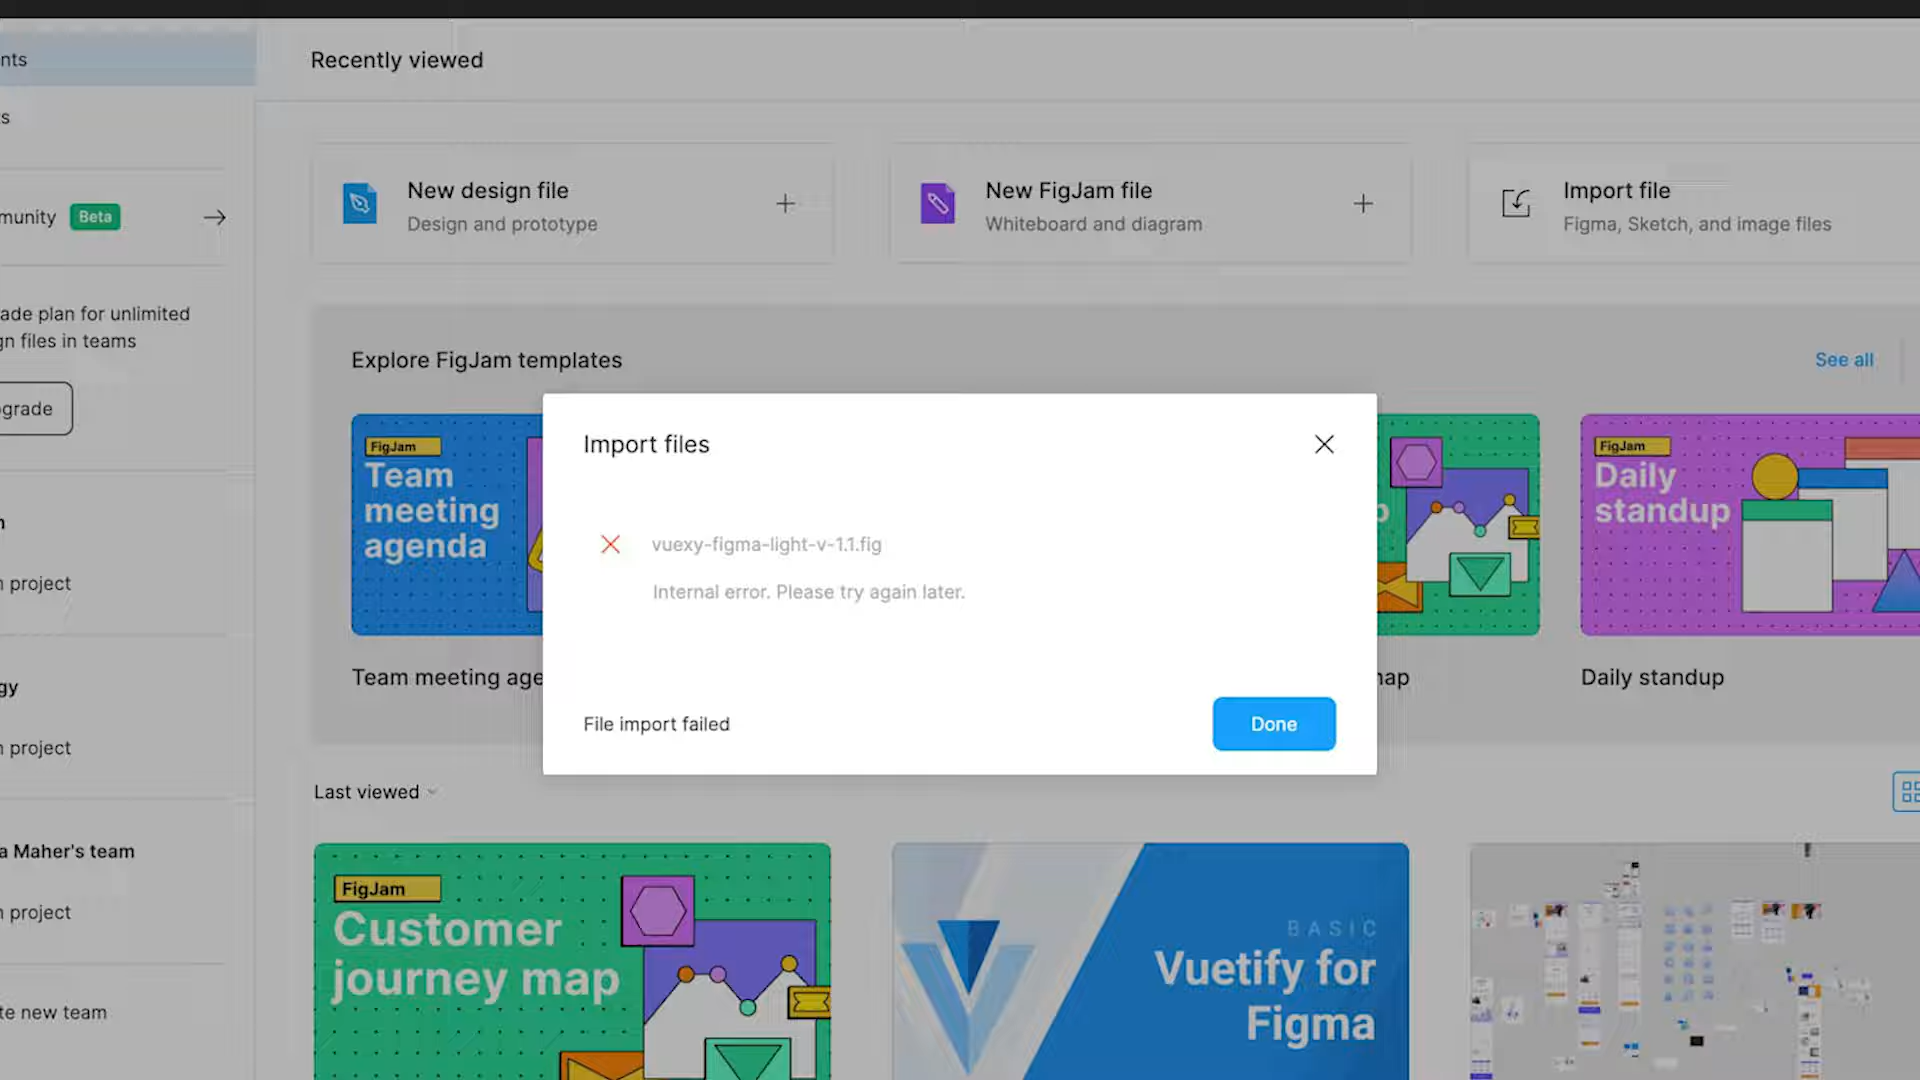 nts
s
munity Beta
ade plan for unlimited
gn files in teams
grade
n
n project
gy
n project
a Maher's team
n project
te new team
Recently viewed
New design file
Design and prototype
New FigJam file
Whiteboard and diagram
Import file
Figma, Sketch, and image files
Explore FigJam templates
See all
FigJam
Team
meeting
agenda
Team meeting age
p
ap
FigJam
Daily
standup
Daily standup
Import files
vuexy-figma-light-v-1.1.fig
Internal error. Please try again later.
File import failed
Done
Last viewed
FigJam
Customer
journey map
BASIC
Vuetify for
Figma